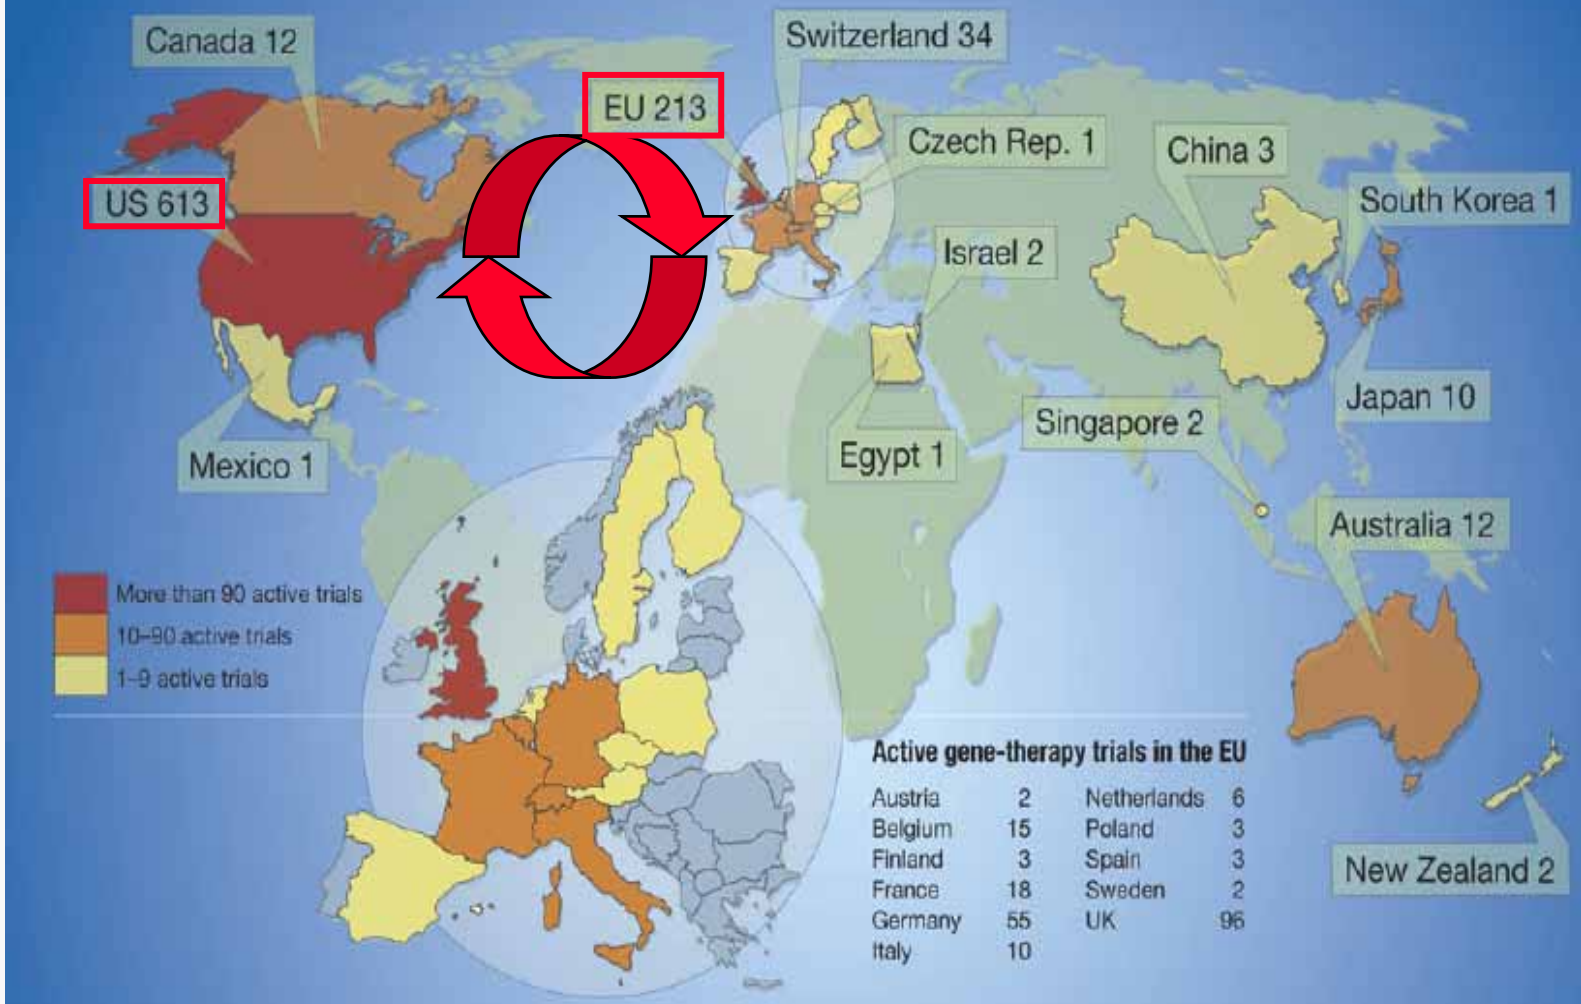 Canada 12
Switzerland 34
EU 213
Czech Rep. 1
China 3
US 613
South Korea 1
Israel 2
Japan 10
Singapore 2
Mexico 1
Egypt 1
Australia 12
More than 90 active trials
10–90 active trials
1–9 active trials
Active gene-therapy trials in the EU
Austria 2 Netherlands 6
Belgium 15 Poland 3
Finland 3 Spain 3
France 18 Sweden 2
Germany 55 UK 96
Italy 10
New Zealand 2